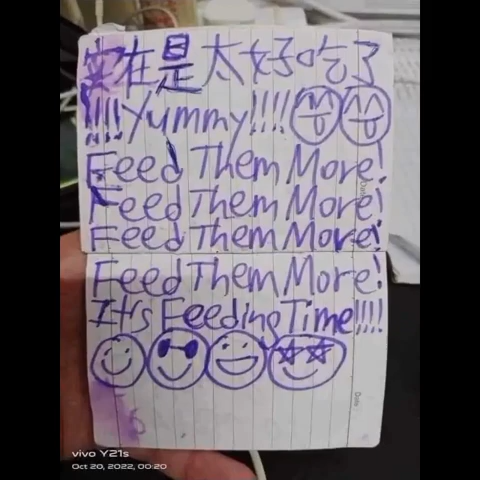 实在是太好吃了
!!!!Yummy!!!!
Feed Them More!
Feed Them More!
Feed Them More!
Feed Them More!
It's Feeding Time!!!!
vivo Y21s
Oct 20, 2022, 00:20